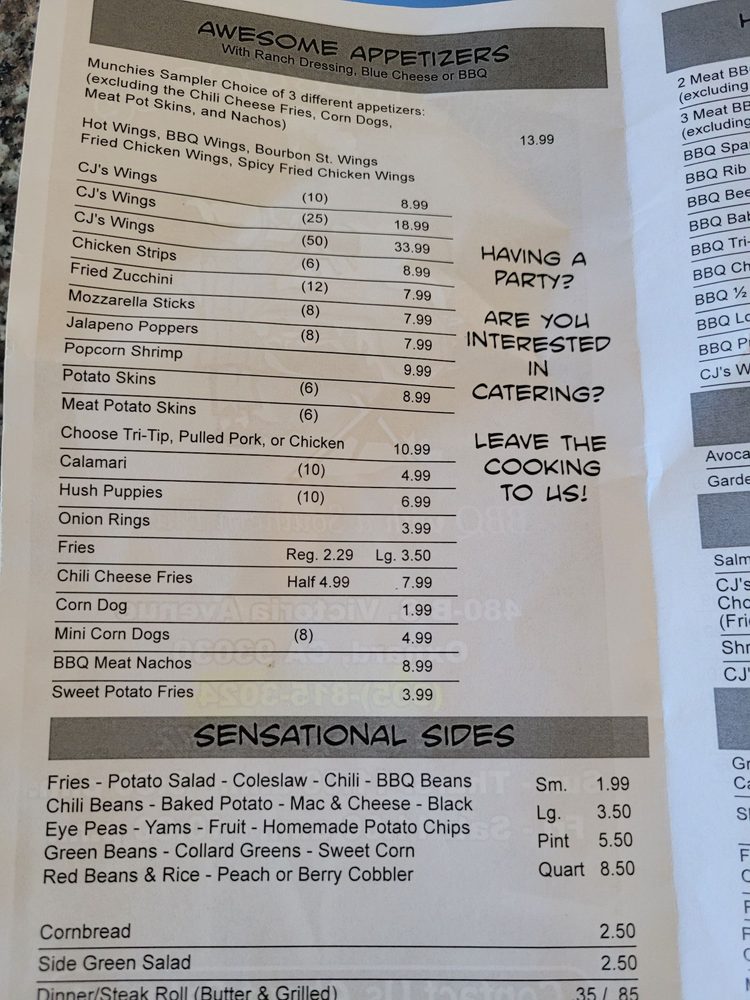 AWESOME APPETIZERS
With Ranch Dressing, Blue Cheese or BBQ
Munchies Sampler Choice of 3 different appetizers:
(excluding the Chili Cheese Fries, Corn Dogs,
Meat Pot Skins, and Nachos) 13.99
Hot Wings, BBQ Wings, Bourbon St. Wings
Fried Chicken Wings, Spicy Fried Chicken Wings
CJ's Wings (10) 8.99
CJ's Wings (25) 18.99
CJ's Wings (50) 33.99
Chicken Strips (6) 8.99
Fried Zucchini (12) 7.99
Mozzarella Sticks (8) 7.99
Jalapeno Poppers (8) 7.99
Popcorn Shrimp 9.99
Potato Skins (6) 8.99
Meat Potato Skins (6)
Choose Tri-Tip, Pulled Pork, or Chicken 10.99
Calamari (10) 4.99
Hush Puppies (10) 6.99
Onion Rings 3.99
Fries Reg. 2.29 Lg. 3.50
Chili Cheese Fries Half 4.99 7.99
Corn Dog 1.99
Mini Corn Dogs (8) 4.99
BBQ Meat Nachos 8.99
Sweet Potato Fries 3.99
HAVING A
PARTY?
ARE YOU
INTERESTED
IN
CATERING?
LEAVE THE
COOKING
TO US!
SENSATIONAL SIDES
Fries - Potato Salad - Coleslaw - Chili - BBQ Beans
Chili Beans - Baked Potato - Mac & Cheese - Black
Eye Peas - Yams - Fruit - Homemade Potato Chips
Green Beans - Collard Greens - Sweet Corn
Red Beans & Rice - Peach or Berry Cobbler
Sm. 1.99
Lg. 3.50
Pint 5.50
Quart 8.50
Cornbread 2.50
Side Green Salad 2.50
Dinner/Steak Roll (Butter & Grilled) .35 / .85
2 Meat BB
(excluding
3 Meat BB
(excluding
BBQ Spa
BBQ Rib
BBQ Bee
BBQ Bab
BBQ Tri-
BBQ Ch
BBQ ½
BBQ Lo
BBQ P
CJ's W
Avoca
Garde
Salm
CJ's
Cho
(Fri
Shr
CJ'